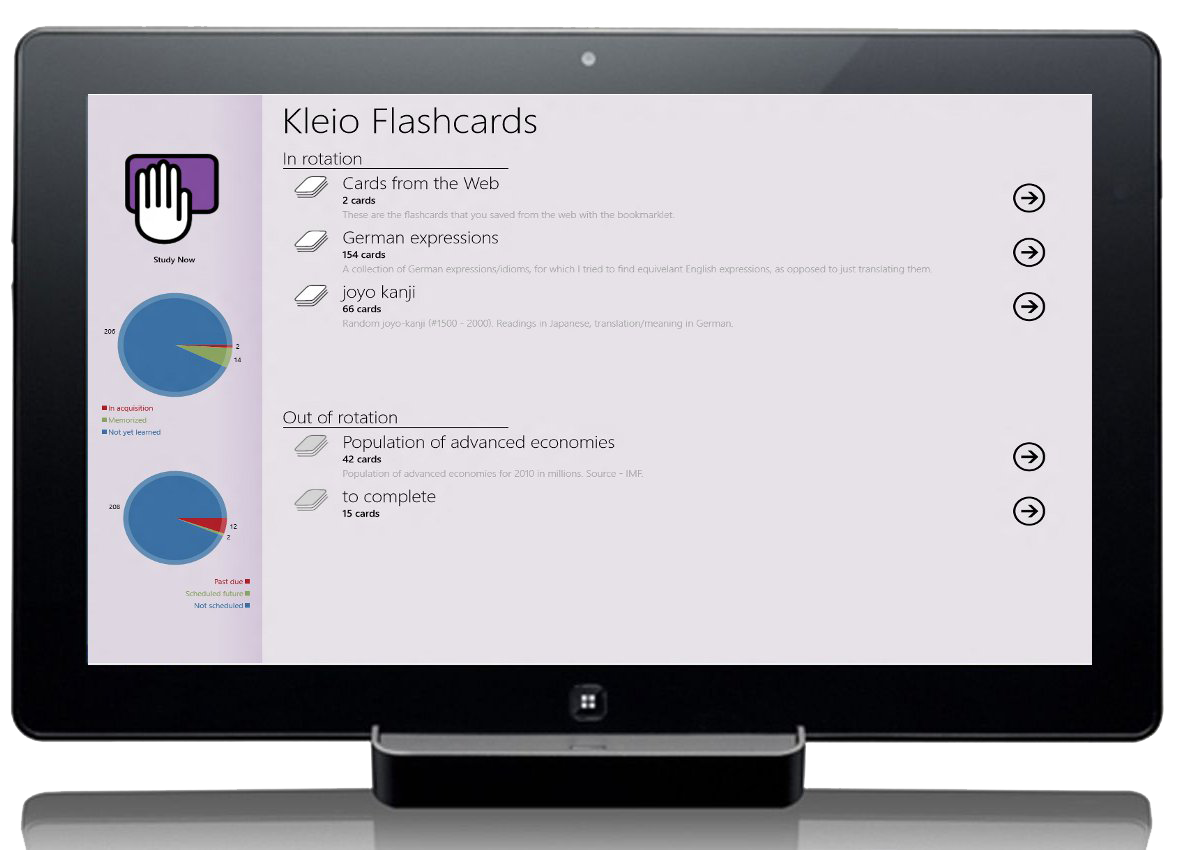 Kleio Flashcards
In rotation
Cards from the Web
2 cards
These are the flashcards that you saved from the web with the bookmarklet.
German expressions
154 cards
A collection of German expressions/idioms, for which I tried to find equivelant English expressions, as opposed to just translating them.
joyo kanji
66 cards
Random joyo-kanji (#1500 - 2000). Readings in Japanese, translation/meaning in German.
Out of rotation
Population of advanced economies
42 cards
Population of advanced economies for 2010 in millions. Source - IMF.
to complete
15 cards
Study Now
206
2
14
In acquisition
Memorized
Not yet learned
208
12
2
Past due
Scheduled future
Not scheduled